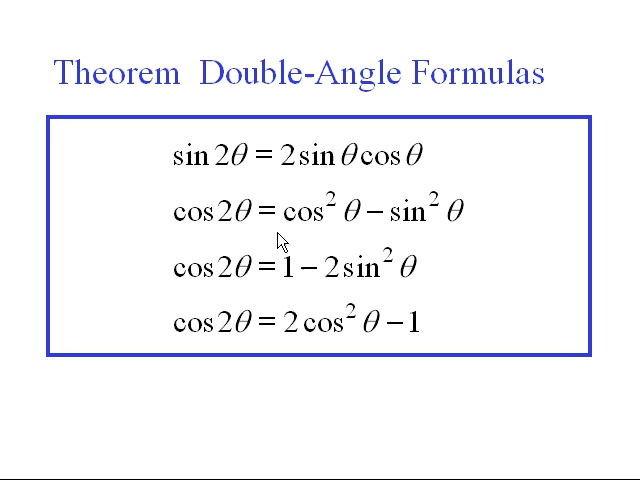 Theorem  Double-Angle Formulas
sin 2θ = 2 sin θ cos θ
cos 2θ = cos² θ − sin² θ
cos 2θ = 1 − 2 sin² θ
cos 2θ = 2 cos² θ − 1